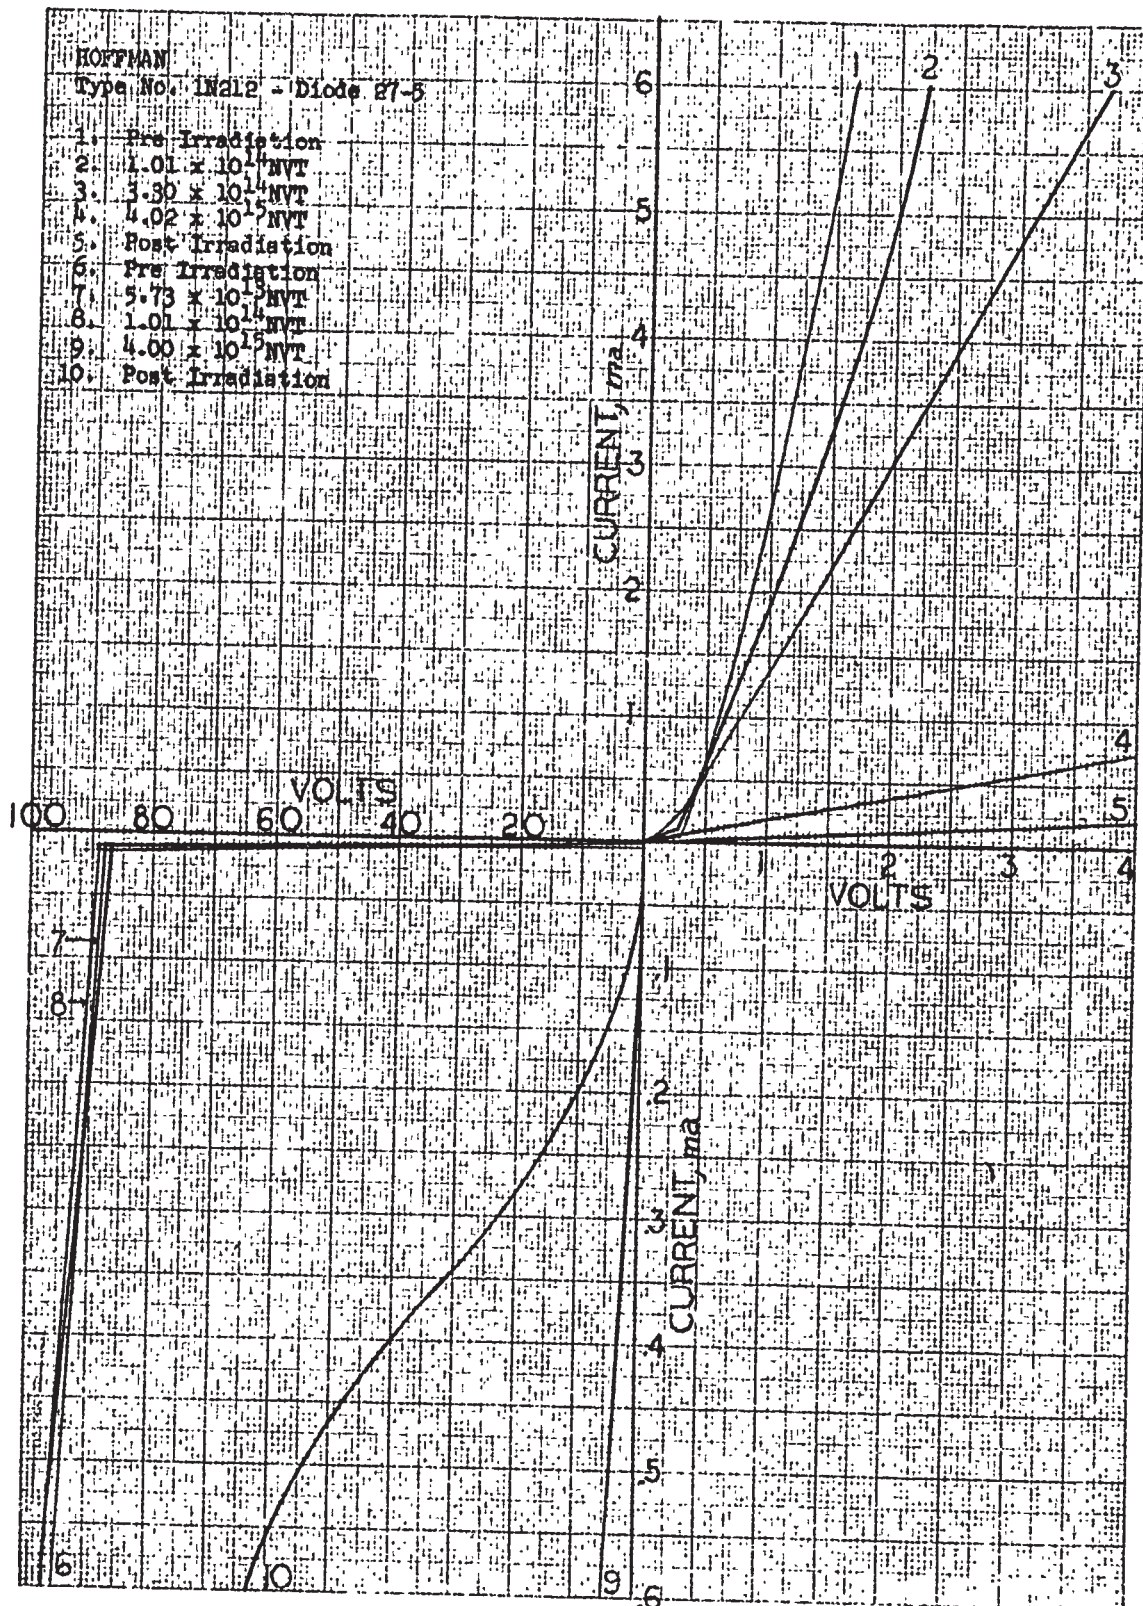 HOFFMAN
Type No. 1N212 - Diode 27-5
1. Pre Irradiation
2. 1.01 x 10^14 NVT
3. 3.30 x 10^14 NVT
4. 4.02 x 10^15 NVT
5. Post Irradiation
6. Pre Irradiation
7. 5.73 x 10^13 NVT
8. 1.01 x 10^14 NVT
9. 4.00 x 10^15 NVT
10. Post Irradiation
1 2 3
6
5
4
CURRENT, ma
3
2
1
4
VOLTS
100 80 60 40 20
5
1 2 3 4
VOLTS
7
.1
8
.2
CURRENT, ma
.3
.4
.5
6 10 9
.6